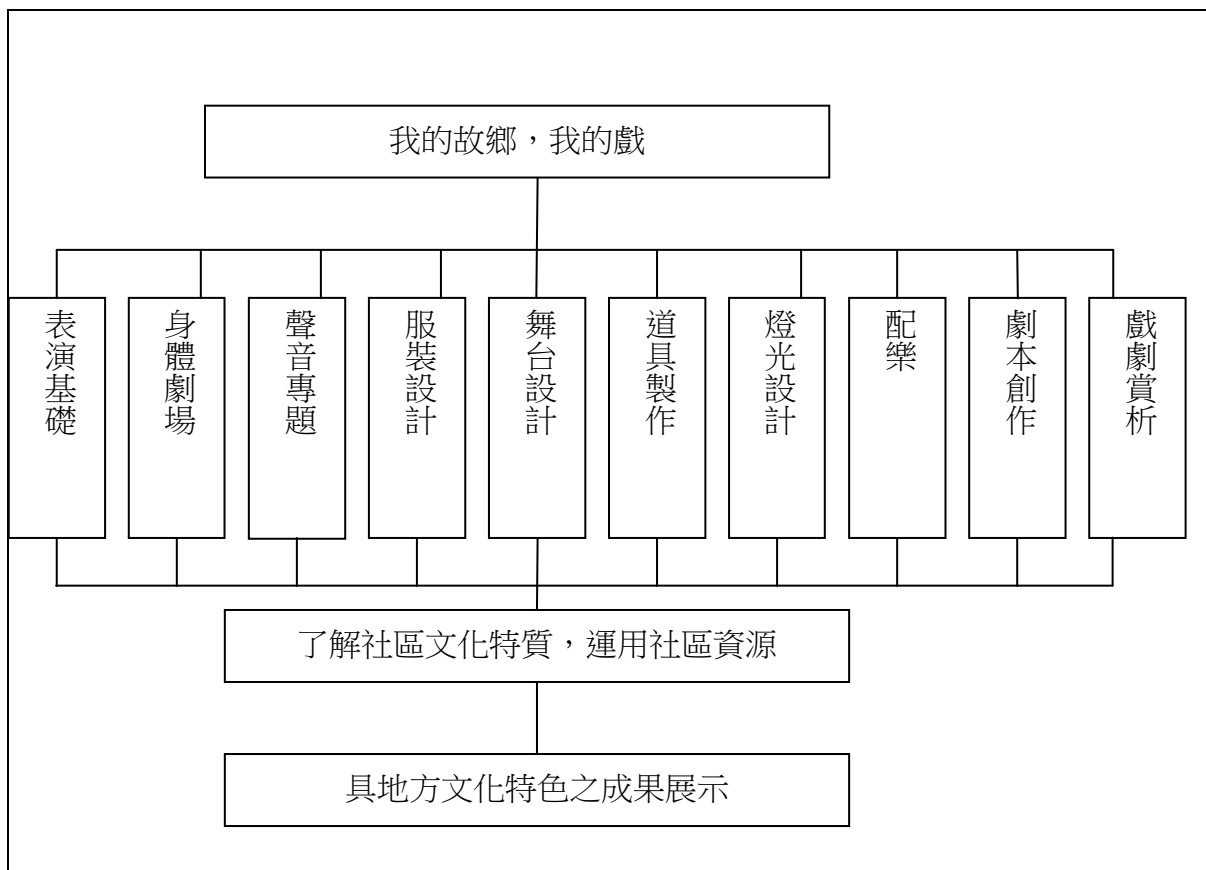 我的故鄉，我的戲
表演基礎
身體劇場
聲音專題
服裝設計
舞台設計
道具製作
燈光設計
配樂
劇本創作
戲劇賞析
了解社區文化特質，運用社區資源
具地方文化特色之成果展示